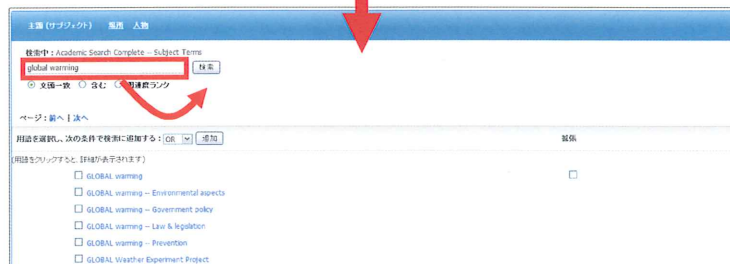 主題 (サブジェクト) 雑誌 人物
検索中：Academic Search Complete -- Subject Terms
global warming 検索
文頭一致 含む 関連度ランク
ページ：前へ | 次へ
用語を選択し、次の条件で検索に追加する： OR 追加 拡張
(用語をクリックすると、詳細が表示されます)
GLOBAL warming
GLOBAL warming -- Environmental aspects
GLOBAL warming -- Government policy
GLOBAL warming -- Law & legislation
GLOBAL warming -- Prevention
GLOBAL Weather Experiment Project